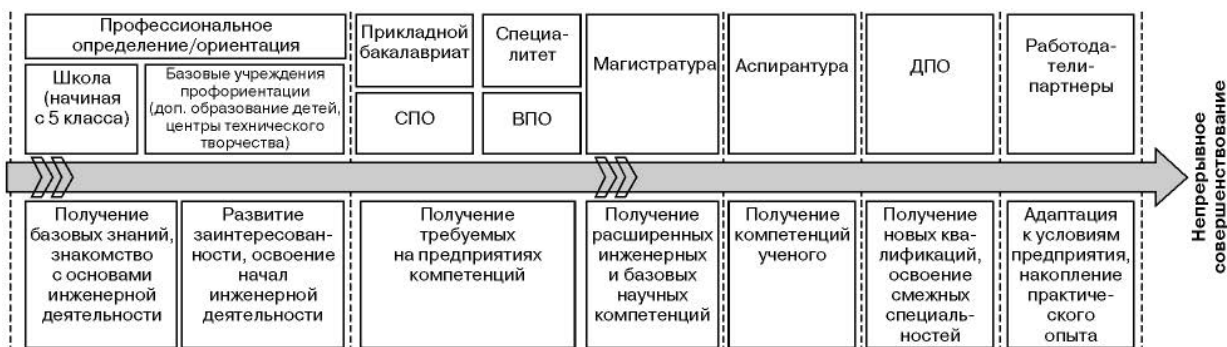 Профессиональное
определение/ориентация
Школа
(начиная
с 5 класса)
Базовые учреждения
профориентации
(доп. образование детей,
центры технического
творчества)
Прикладной
бакалавриат
СПО
Специа-
литет
ВПО
Магистратура
Аспирантура
ДПО
Работода-
тели-
партнеры
Непрерывное
совершенствование
Получение
базовых знаний,
знакомство
с основами
инженерной
деятельности
Развитие
заинтересован-
ности, освоение
начал
инженерной
деятельности
Получение
требуемых
на предприятиях
компетенций
Получение
расширенных
инженерных
и базовых
научных
компетенций
Получение
компетенций
ученого
Получение
новых ква-
лификаций,
освоение
смежных
специаль-
ностей
Адаптация
к условиям
предприятия,
накопление
практиче-
ского
опыта